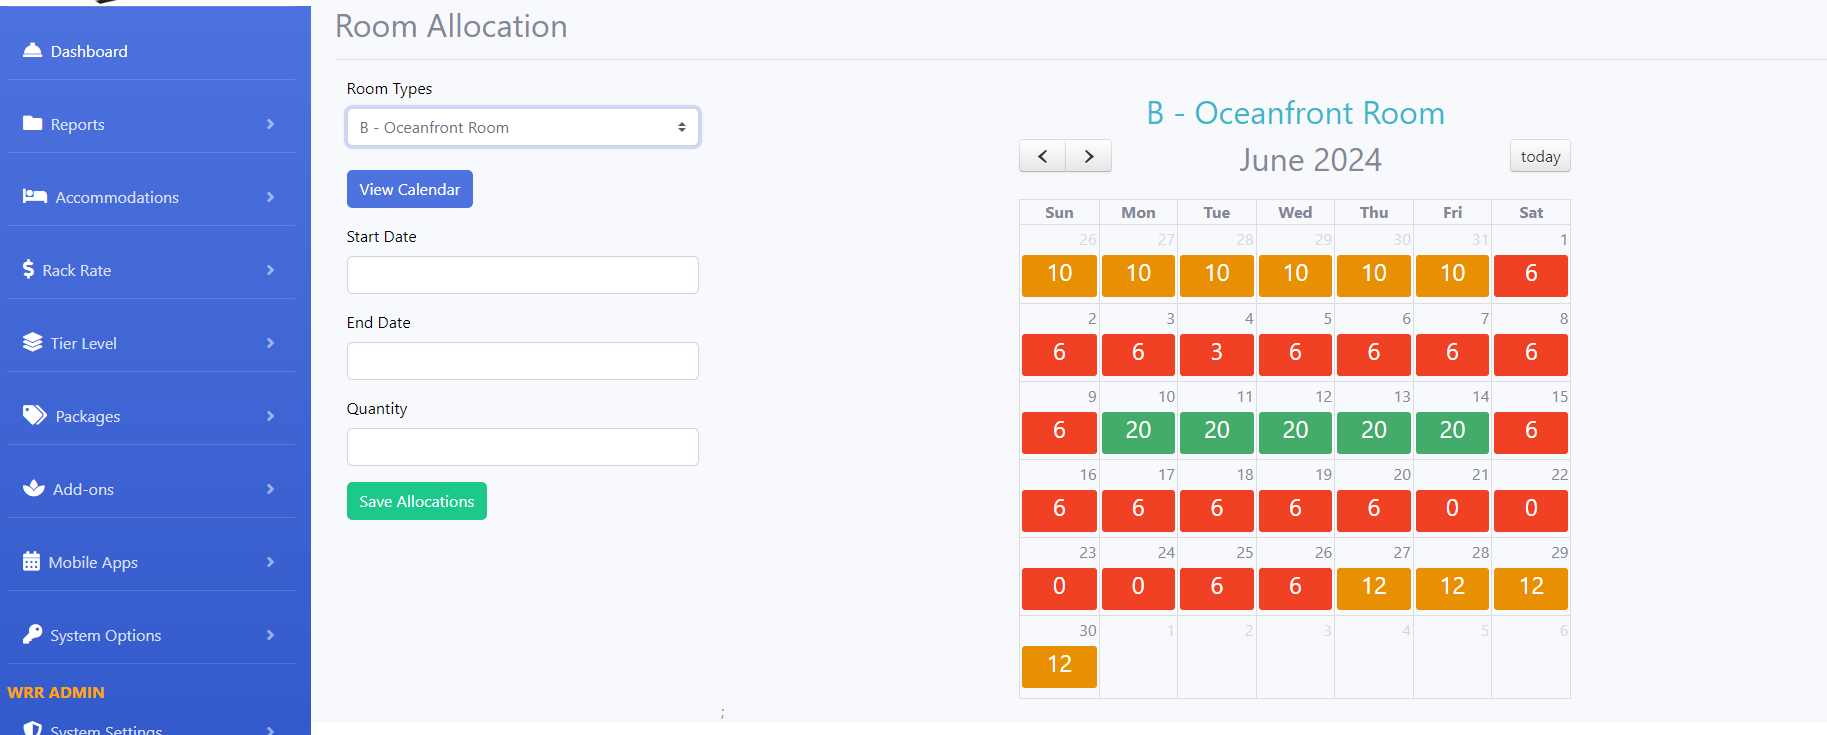 Dashboard
Reports
Accommodations
Rack Rate
Tier Level
Packages
Add-ons
Mobile Apps
System Options
WRR ADMIN
System Settings
Room Allocation
Room Types
B - Oceanfront Room
View Calendar
Start Date
End Date
Quantity
Save Allocations
;
B - Oceanfront Room
June 2024
today
Sun Mon Tue Wed Thu Fri Sat
26 27 28 29 30 31 1
10 10 10 10 10 10 6
2 3 4 5 6 7 8
6 6 3 6 6 6 6
9 10 11 12 13 14 15
6 20 20 20 20 20 6
16 17 18 19 20 21 22
6 6 6 6 6 0 0
23 24 25 26 27 28 29
0 0 6 6 12 12 12
30 1 2 3 4 5 6
12